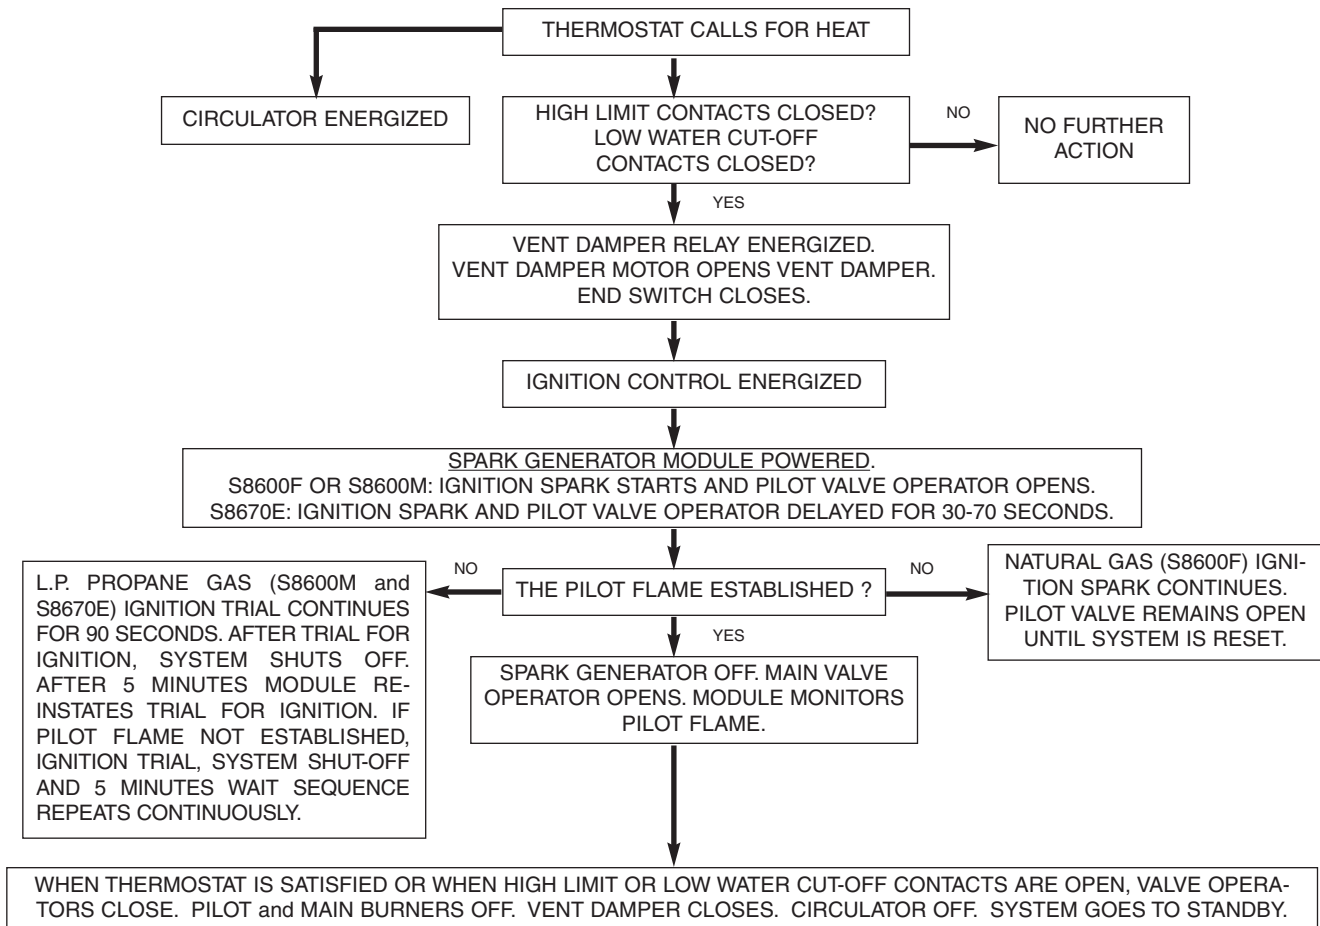 THERMOSTAT CALLS FOR HEAT
CIRCULATOR ENERGIZED
HIGH LIMIT CONTACTS CLOSED?
LOW WATER CUT-OFF
CONTACTS CLOSED?
NO
NO FURTHER
ACTION
YES
VENT DAMPER RELAY ENERGIZED.
VENT DAMPER MOTOR OPENS VENT DAMPER.
END SWITCH CLOSES.
IGNITION CONTROL ENERGIZED
SPARK GENERATOR MODULE POWERED.
S8600F OR S8600M: IGNITION SPARK STARTS AND PILOT VALVE OPERATOR OPENS.
S8670E: IGNITION SPARK AND PILOT VALVE OPERATOR DELAYED FOR 30-70 SECONDS.
L.P. PROPANE GAS (S8600M and
S8670E) IGNITION TRIAL CONTINUES
FOR 90 SECONDS. AFTER TRIAL FOR
IGNITION, SYSTEM SHUTS OFF.
AFTER 5 MINUTES MODULE RE-
INSTATES TRIAL FOR IGNITION. IF
PILOT FLAME NOT ESTABLISHED,
IGNITION TRIAL, SYSTEM SHUT-OFF
AND 5 MINUTES WAIT SEQUENCE
REPEATS CONTINUOUSLY.
NO
THE PILOT FLAME ESTABLISHED ?
NO
NATURAL GAS (S8600F) IGNI-
TION SPARK CONTINUES.
PILOT VALVE REMAINS OPEN
UNTIL SYSTEM IS RESET.
YES
SPARK GENERATOR OFF. MAIN VALVE
OPERATOR OPENS. MODULE MONITORS
PILOT FLAME.
WHEN THERMOSTAT IS SATISFIED OR WHEN HIGH LIMIT OR LOW WATER CUT-OFF CONTACTS ARE OPEN, VALVE OPERA-
TORS CLOSE. PILOT and MAIN BURNERS OFF. VENT DAMPER CLOSES. CIRCULATOR OFF. SYSTEM GOES TO STANDBY.